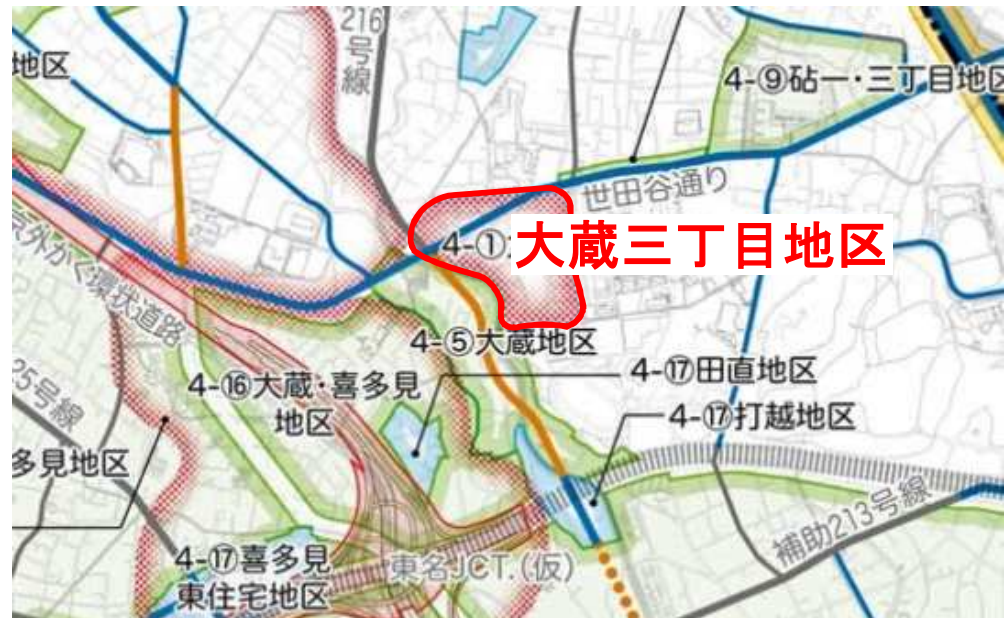 216
号
線
地区
4-⑨砧一・三丁目地区
世田谷通り
4-①
大蔵三丁目地区
京外かく環状道路
4-⑤大蔵地区
4-⑯大蔵・喜多見
地区
4-⑰田直地区
4-⑰打越地区
25号線
多見地区
補助213号線
4-⑰喜多見
東住宅地区
東名JCT.(仮)